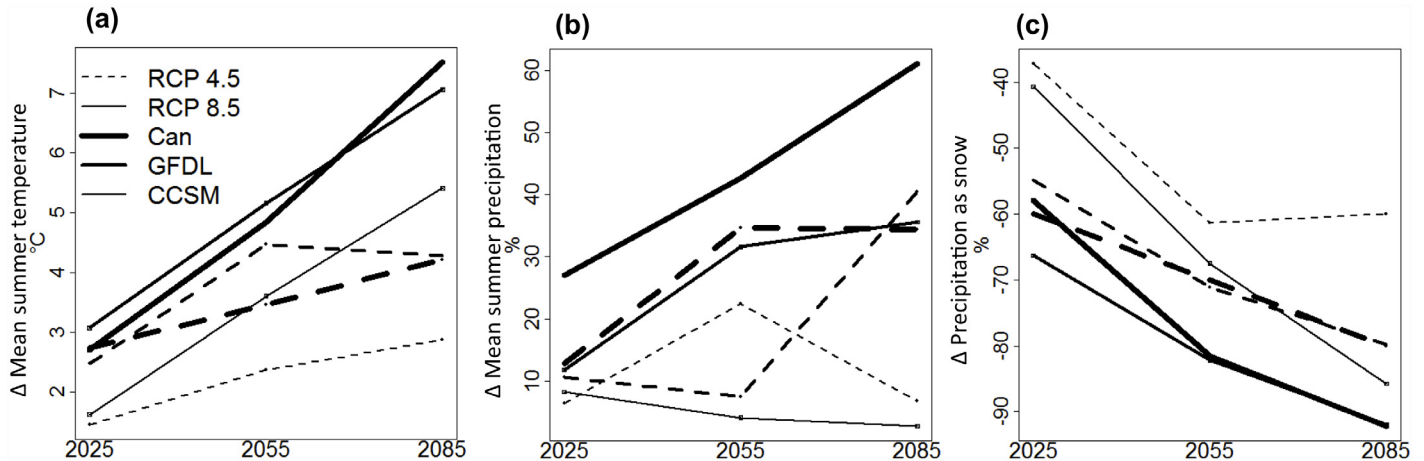 (a)
Δ Mean summer temperature
°C
7
6
5
4
3
2
RCP 4.5
RCP 8.5
Can
GFDL
CCSM
2025 2055 2085
(b)
Δ Mean summer precipitation
%
60
50
40
30
20
10
2025 2055 2085
(c)
Δ Precipitation as snow
%
-40
-50
-60
-70
-80
-90
2025 2055 2085